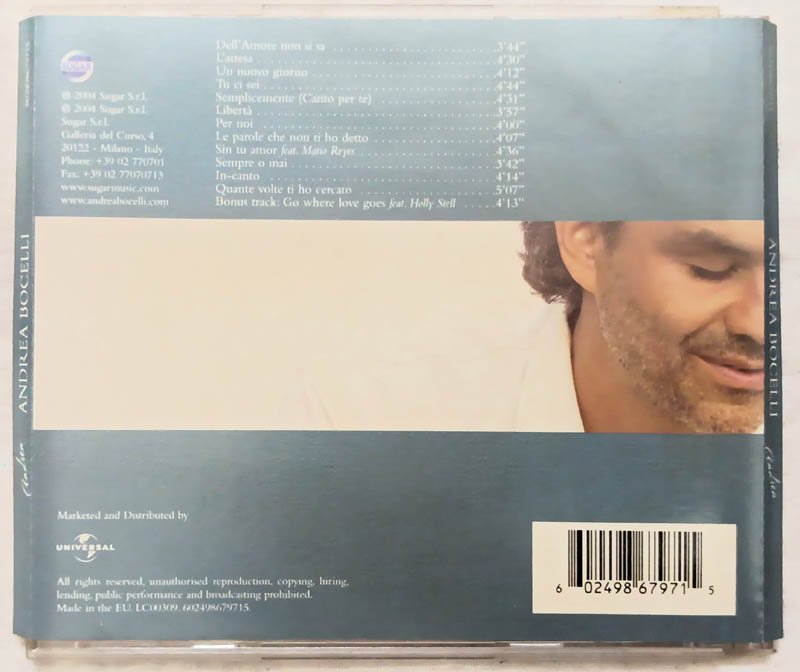 SUGAR
℗ 2004 Sugar S.r.l.
© 2004 Sugar S.r.l.
Sugar S.r.l.
Galleria del Corso, 4
20122 - Milano - Italy
Phone: +39 02 770701
Fax. +39 02 77070713
www.sugarmusic.com
www.andreabocelli.com
Dell'Amore non si sa 3'44"
L'attesa 4'30"
Un nuovo giorno 4'12"
Tu ci sei 4'44"
Semplicemente (Canto per te) 4'31"
Libertà 3'57"
Per noi 4'00"
Le parole che non ti ho detto 4'07"
Sin tu amor feat. Mario Reyes 4'36"
Sempre o mai 3'42"
In-canto 4'14"
Quante volte ti ho cercato 5'07"
Bonus track: Go where love goes feat. Holly Stell 4'13"
ANDREA BOCELLI
Andrea
ANDREA BOCELLI
Andrea
Marketed and Distributed by
UNIVERSAL
All rights reserved, unauthorised reproduction, copying, hiring,
lending, public performance and broadcasting prohibited.
Made in the EU. LC00309. 602498679715.
6 02498 67971 5